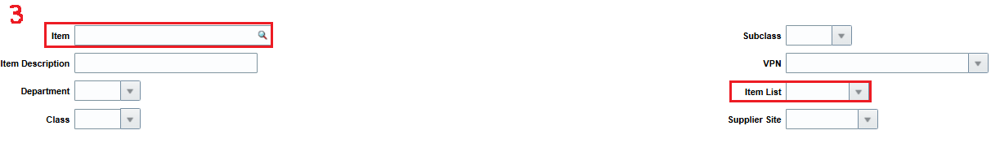 3
Item
Item Description
Department
Class
Subclass
VPN
Item List
Supplier Site